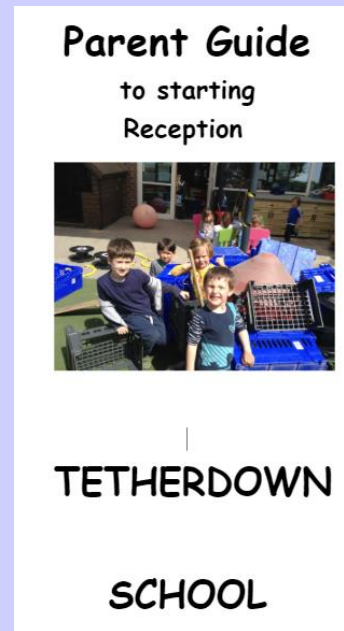 Parent Guide
to starting
Reception
TETHERDOWN
SCHOOL